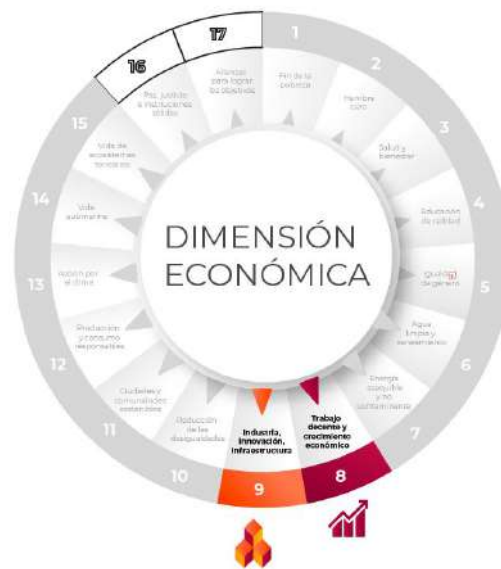 17
1
16
2
15
3
14
4
13
5
12
6
11
7
10
9
8
Alianzas
para lograr
los objetivos
Fin de la
pobreza
Paz, justicia
e instituciones
sólidas
Hambre
cero
Vida de
ecosistemas
terrestres
Salud y
bienestar
Vida
submarina
Educación
de calidad
Acción por
el clima
de género
Producción
y consumo
responsables
Agua
limpia y
saneamiento
Ciudades y
comunidades
sostenibles
Energía
asequible
y no
contaminante
Reducción
de las
desigualdades
Industria,
innovación,
infraestructura
Trabajo
decente y
crecimiento
económico
DIMENSIÓN
ECONÓMICA